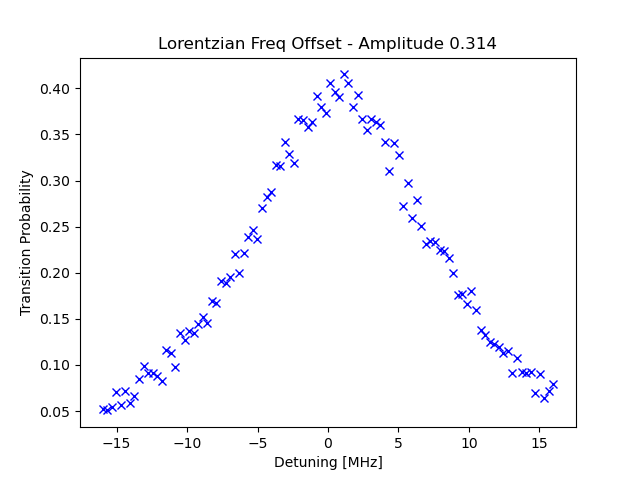 Lorentzian Freq Offset - Amplitude 0.314
Transition Probability
0.40
0.35
0.30
0.25
0.20
0.15
0.10
0.05
−15 −10 −5 0 5 10 15
Detuning [MHz]